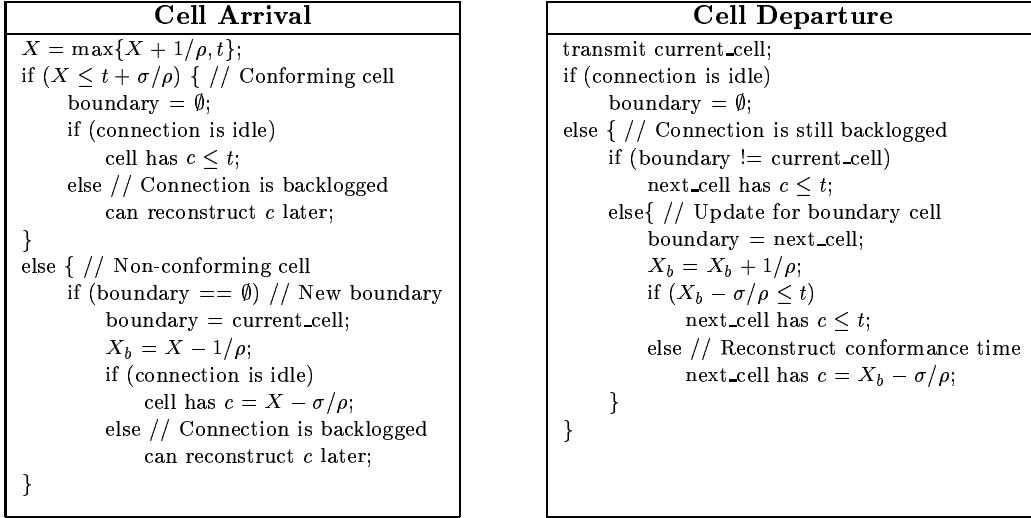 Cell Arrival
X = max{X + 1/ρ, t};
if (X ≤ t + σ/ρ) { // Conforming cell
boundary = ∅;
if (connection is idle)
cell has c ≤ t;
else // Connection is backlogged
can reconstruct c later;
}
else { // Non-conforming cell
if (boundary == ∅) // New boundary
boundary = current_cell;
X_b = X − 1/ρ;
if (connection is idle)
cell has c = X − σ/ρ;
else // Connection is backlogged
can reconstruct c later;
}
Cell Departure
transmit current_cell;
if (connection is idle)
boundary = ∅;
else { // Connection is still backlogged
if (boundary != current_cell)
next_cell has c ≤ t;
else{ // Update for boundary cell
boundary = next_cell;
X_b = X_b + 1/ρ;
if (X_b − σ/ρ ≤ t)
next_cell has c ≤ t;
else // Reconstruct conformance time
next_cell has c = X_b − σ/ρ;
}
}